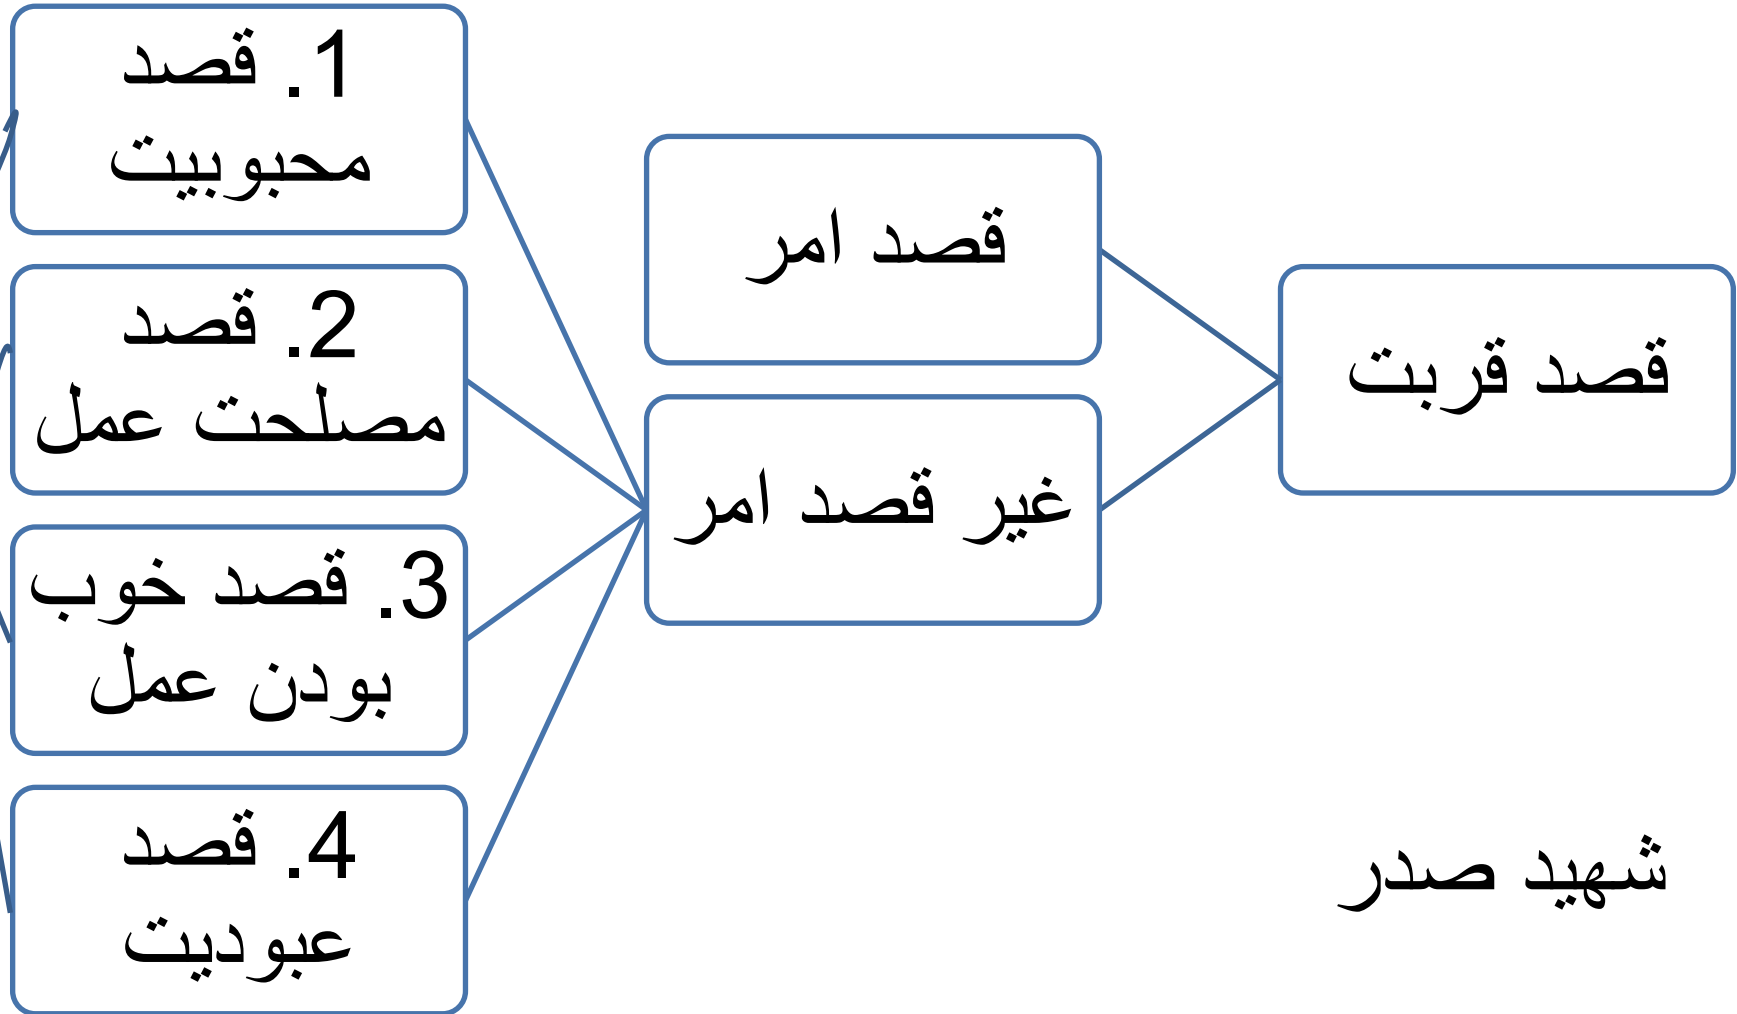 قصد قربت
قصد امر
غیر قصد امر
1. قصد
محبوبیت
2. قصد
مصلحت عمل
3. قصد خوب
بودن عمل
4. قصد
عبودیت
شهید صدر